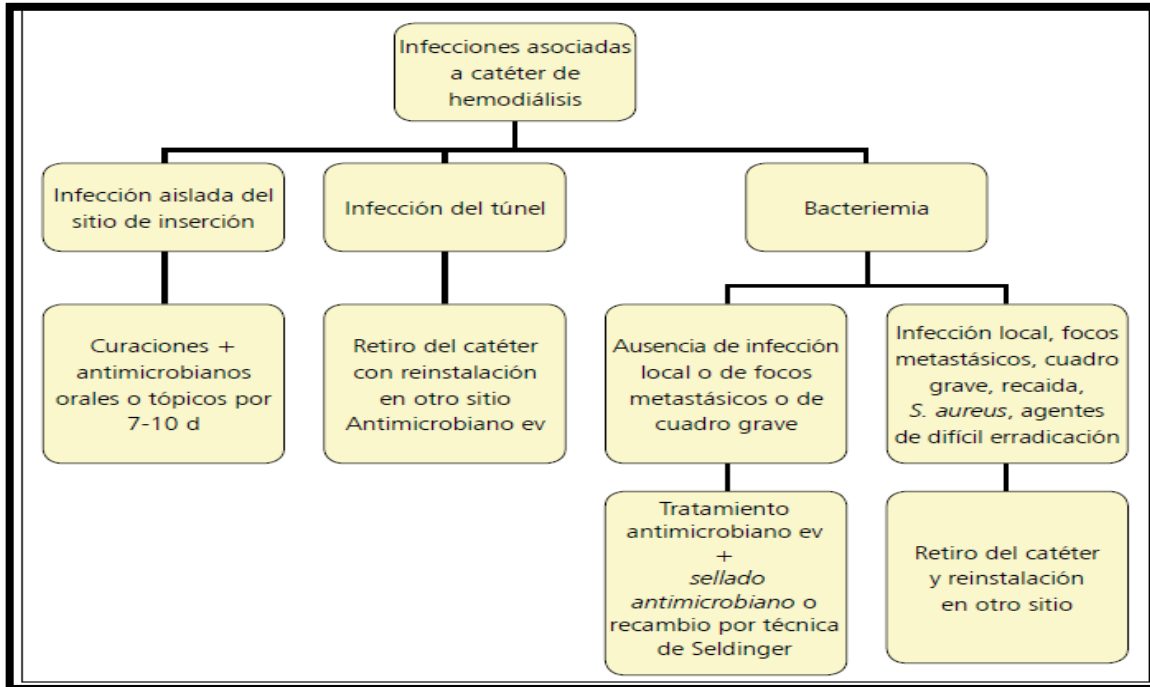 Infecciones asociadas
a catéter de
hemodiálisis
Infección aislada del
sitio de inserción
Infección del túnel
Bacteriemia
Curaciones +
antimicrobianos
orales o tópicos por
7-10 d
Retiro del catéter
con reinstalación
en otro sitio
Antimicrobiano ev
Ausencia de infección
local o de focos
metastásicos o de
cuadro grave
Infección local, focos
metastásicos, cuadro
grave, recaida,
S. aureus, agentes
de difícil erradicación
Tratamiento
antimicrobiano ev
+
sellado
antimicrobiano o
recambio por técnica
de Seldinger
Retiro del catéter
y reinstalación
en otro sitio